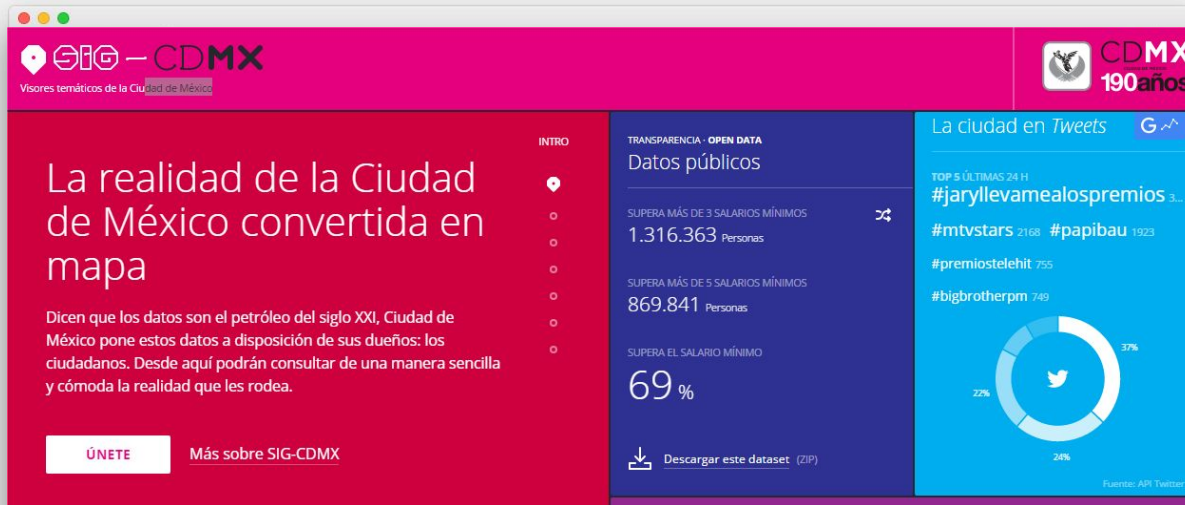 SIG – CDMX
Visores temáticos de la Ciudad de México
CDMX
190años
INTRO
La realidad de la Ciudad
de México convertida en
mapa
Dicen que los datos son el petróleo del siglo XXI, Ciudad de
México pone estos datos a disposición de sus dueños: los
ciudadanos. Desde aquí podrán consultar de una manera sencilla
y cómoda la realidad que les rodea.
ÚNETE Más sobre SIG-CDMX
TRANSPARENCIA · OPEN DATA
Datos públicos
SUPERA MÁS DE 3 SALARIOS MÍNIMOS
1.316.363 Personas
SUPERA MÁS DE 5 SALARIOS MÍNIMOS
869.841 Personas
SUPERA EL SALARIO MÍNIMO
69 %
Descargar este dataset (ZIP)
La ciudad en Tweets G
TOP 5 ÚLTIMAS 24 H
#jaryllevamealospremios 3...
#mtvstars 2168 #papibau 1923
#premiostelehit 755
#bigbrotherpm 749
37%
22%
24%
Fuente: API Twitter